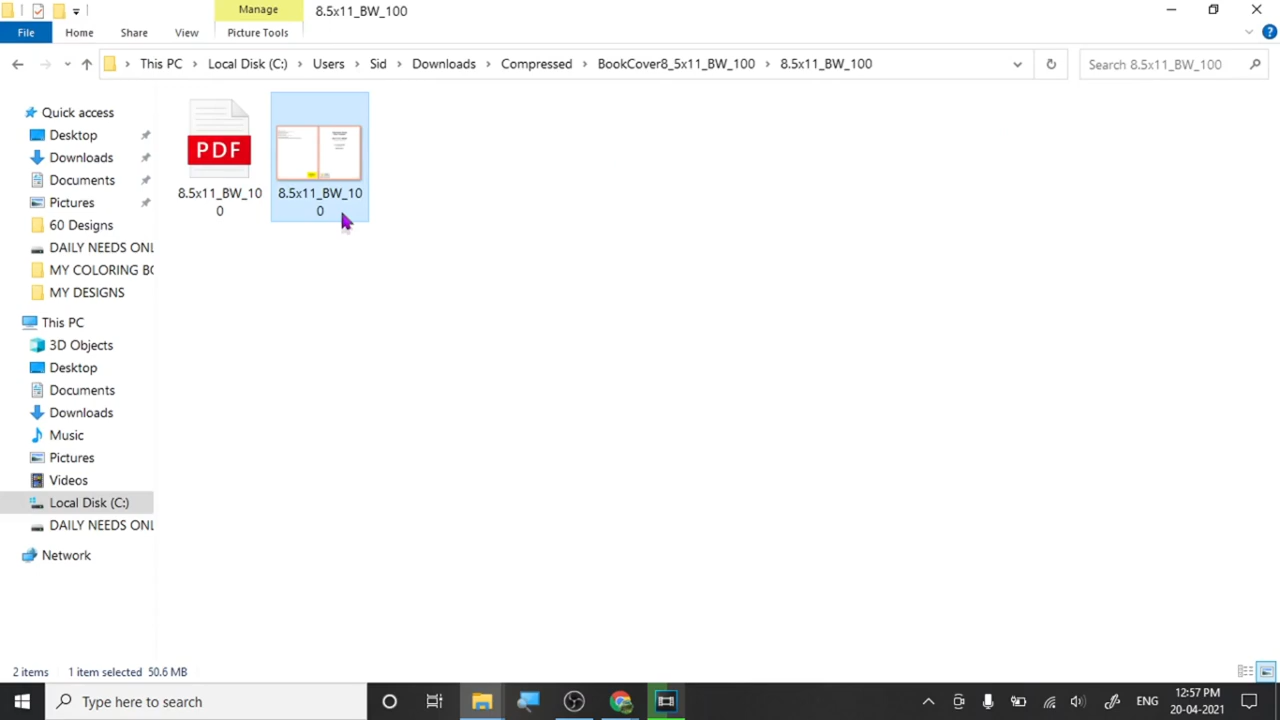 Manage
8.5x11_BW_100
File
Home
Share
View
Picture Tools
This PC
Local Disk (C:)
Users
Sid
Downloads
Compressed
BookCover8_5x11_BW_100
8.5x11_BW_100
Search 8.5x11_BW_100
Quick access
Desktop
Downloads
Documents
Pictures
60 Designs
DAILY NEEDS ONL
MY COLORING BO
MY DESIGNS
This PC
3D Objects
Desktop
Documents
Downloads
Music
Pictures
Videos
Local Disk (C:)
DAILY NEEDS ONL
Network
PDF
8.5x11_BW_10
0
8.5x11_BW_10
0
2 items
1 item selected 50.6 MB
Type here to search
ENG
12:57 PM
20-04-2021